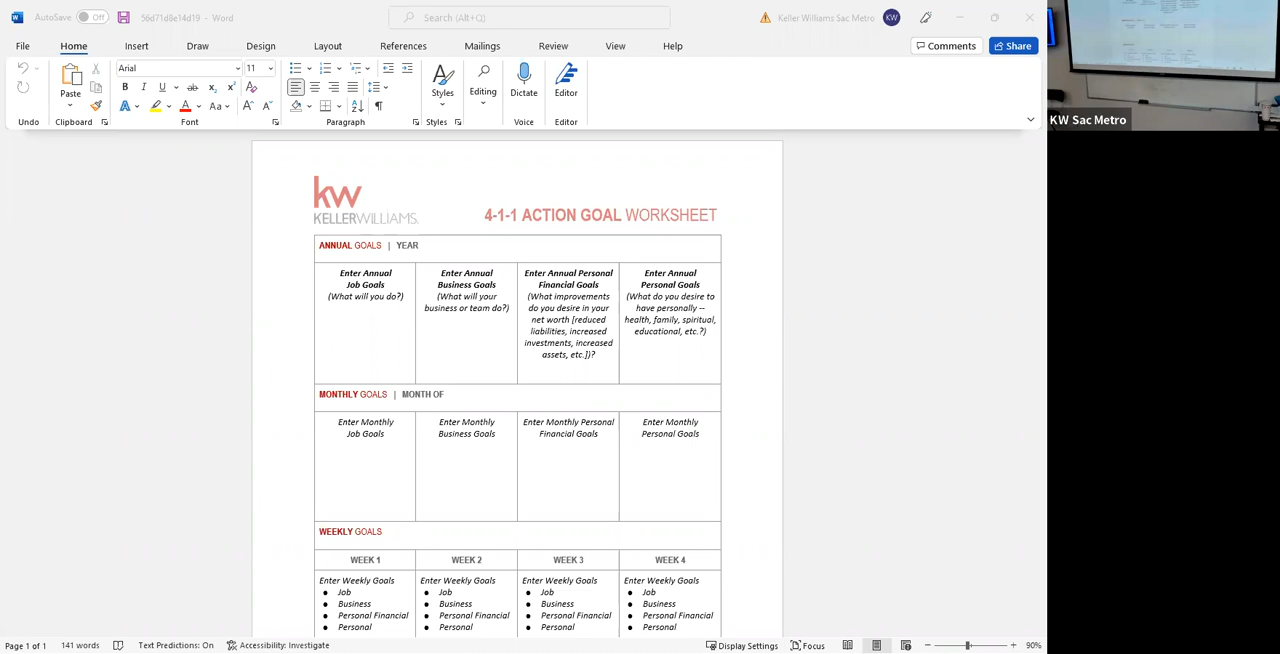 AutoSave Off 56d71d8e14d19 - Word Search (Alt+Q) Keller Williams Sac Metro KW
File Home Insert Draw Design Layout References Mailings Review View Help Comments Share
Arial 11
Paste Styles Editing Dictate Editor
B I U ab x₂ x² A
A A Aa A A
Undo Clipboard Font Paragraph Styles Voice Editor
KW Sac Metro
kw
KELLERWILLIAMS.
4-1-1 ACTION GOAL WORKSHEET
ANNUAL GOALS | YEAR
Enter Annual
Job Goals
(What will you do?)
Enter Annual
Business Goals
(What will your
business or team do?)
Enter Annual Personal
Financial Goals
(What improvements
do you desire in your
net worth [reduced
liabilities, increased
investments, increased
assets, etc.])?
Enter Annual
Personal Goals
(What do you desire to
have personally --
health, family, spiritual,
educational, etc.?)
MONTHLY GOALS | MONTH OF
Enter Monthly
Job Goals
Enter Monthly
Business Goals
Enter Monthly Personal
Financial Goals
Enter Monthly
Personal Goals
WEEKLY GOALS
WEEK 1 WEEK 2 WEEK 3 WEEK 4
Enter Weekly Goals
● Job
● Business
● Personal Financial
● Personal
Enter Weekly Goals
● Job
● Business
● Personal Financial
● Personal
Enter Weekly Goals
● Job
● Business
● Personal Financial
● Personal
Enter Weekly Goals
● Job
● Business
● Personal Financial
● Personal
Page 1 of 1 141 words Text Predictions: On Accessibility: Investigate Display Settings Focus 90%